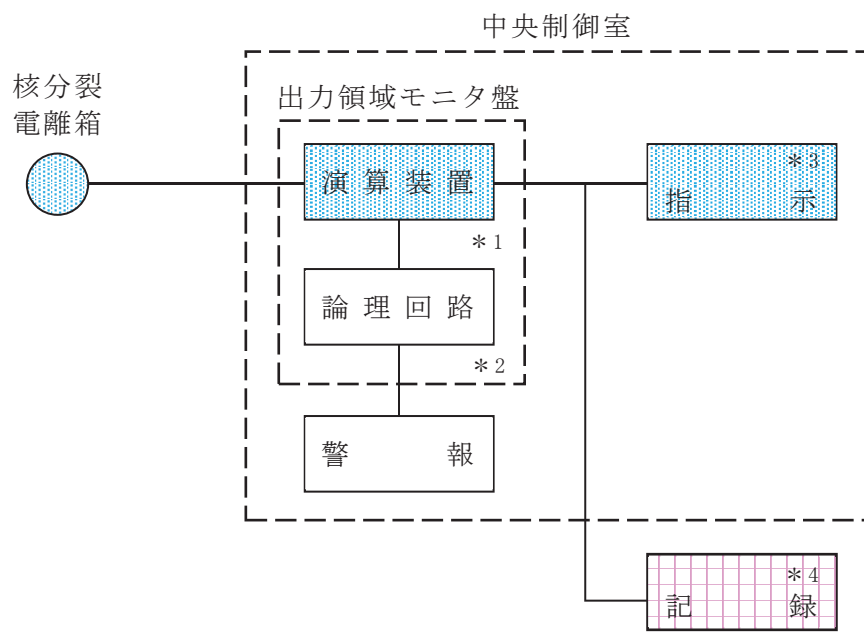 中央制御室
核分裂
電離箱
出力領域モニタ盤
演算装置
*3
指示
*1
論理回路
*2
警報
*4
記録